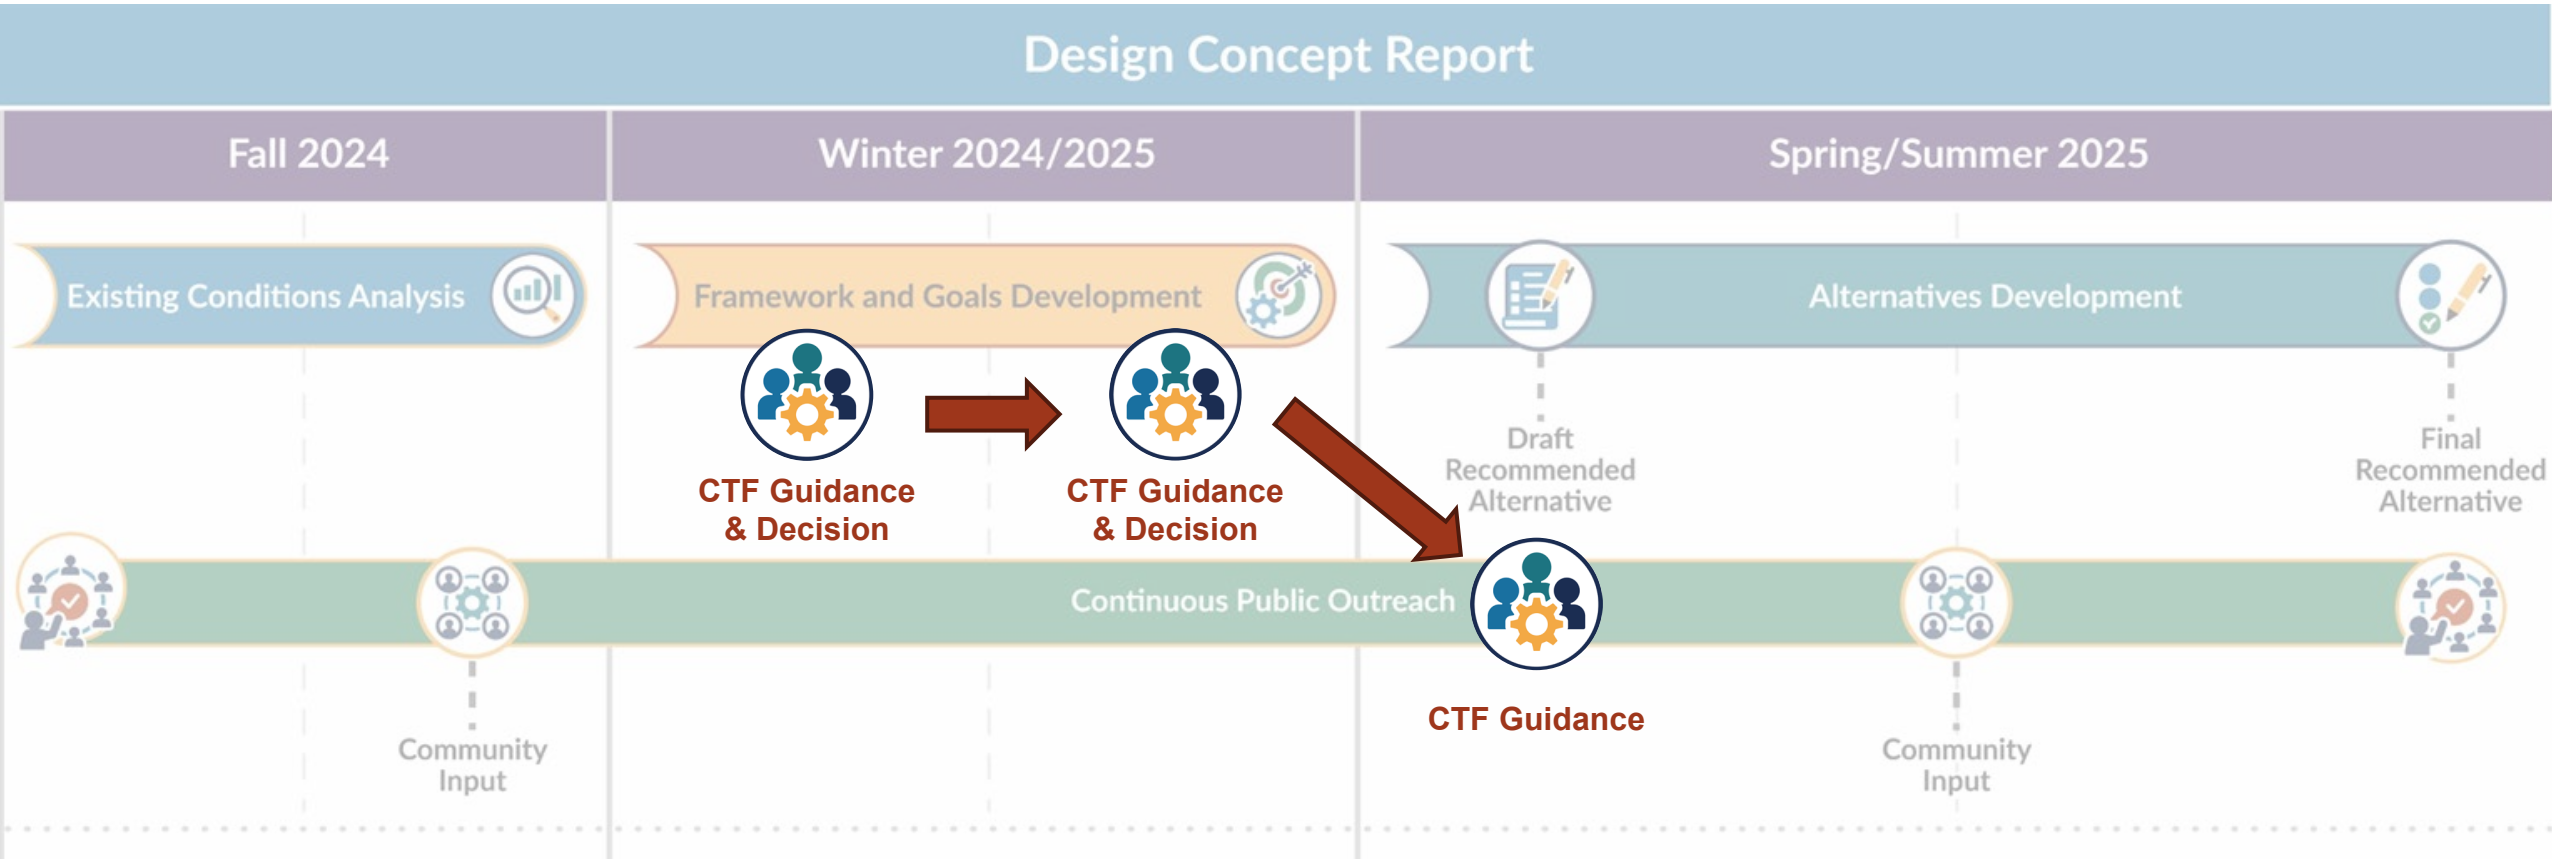 Design Concept Report
Fall 2024
Winter 2024/2025
Spring/Summer 2025
Existing Conditions Analysis
Framework and Goals Development
Alternatives Development
CTF Guidance
& Decision
CTF Guidance
& Decision
Draft
Recommended
Alternative
Final
Recommended
Alternative
Continuous Public Outreach
CTF Guidance
Community
Input
Community
Input